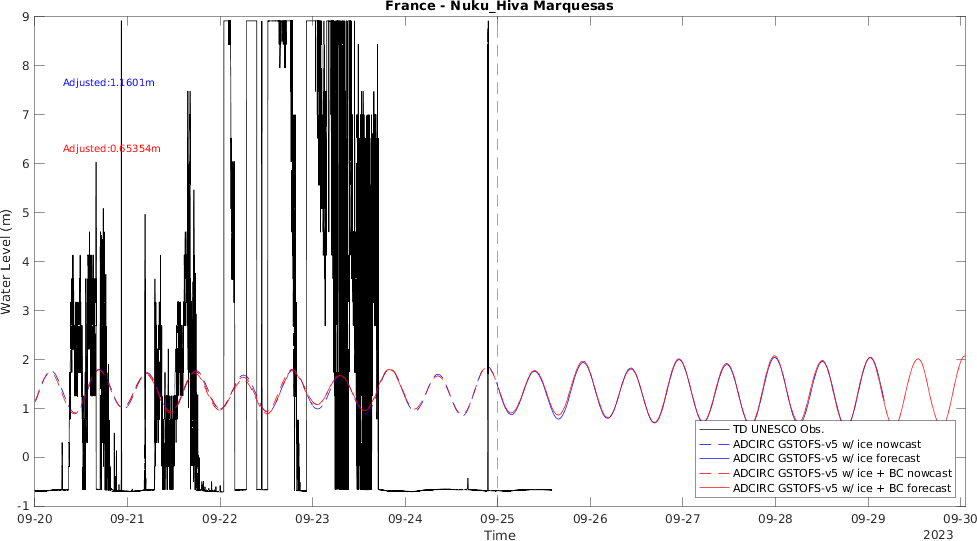 France - Nuku_Hiva Marquesas
9
8
7
6
5
4
3
2
1
0
-1
Water Level (m)
Adjusted:1.1601m
Adjusted:0.65354m
TD UNESCO Obs.
ADCIRC GSTOFS-v5 w/ ice nowcast
ADCIRC GSTOFS-v5 w/ ice forecast
ADCIRC GSTOFS-v5 w/ ice + BC nowcast
ADCIRC GSTOFS-v5 w/ ice + BC forecast
09-20 09-21 09-22 09-23 09-24 09-25 09-26 09-27 09-28 09-29 09-30
Time
2023